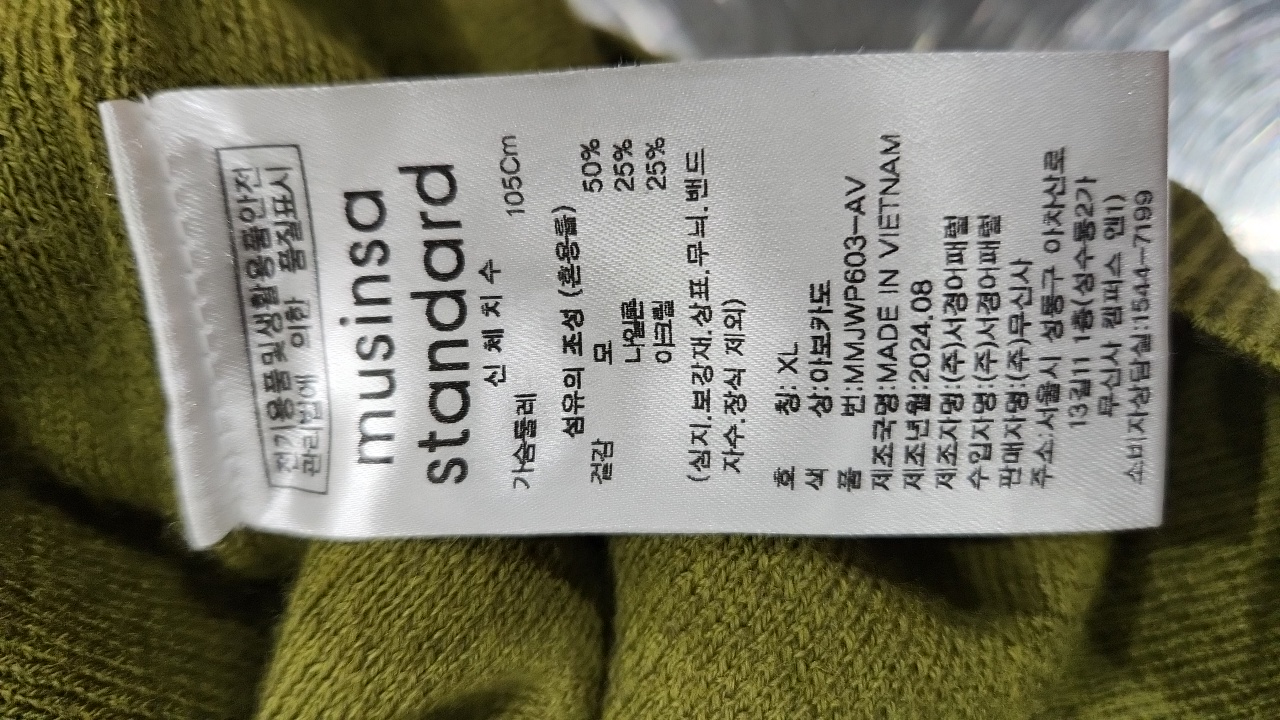 전기용품및생활용품안전
관리법에 의한 품질표시
musinsa
standard
신 체 치 수
가슴둘레 105Cm
섬유의 조성 (혼용률)
겉감 모 50%
나일론 25%
아크릴 25%
(심지.보강재.상표.무늬.밴드
자수.장식 제외)
호 칭: XL
색 상:아보카도
품 번:MMJWP603-AV
제조국명:MADE IN VIETNAM
제조년월:2024.08
제조자명:(주)서정어패럴
수입자명:(주)서정어패럴
판매자명:(주)무신사
주소:서울시 성동구 아차산로
13길11 1층(성수동2가
무신사 캠퍼스 엔1)
소비자상담실:1544-7199